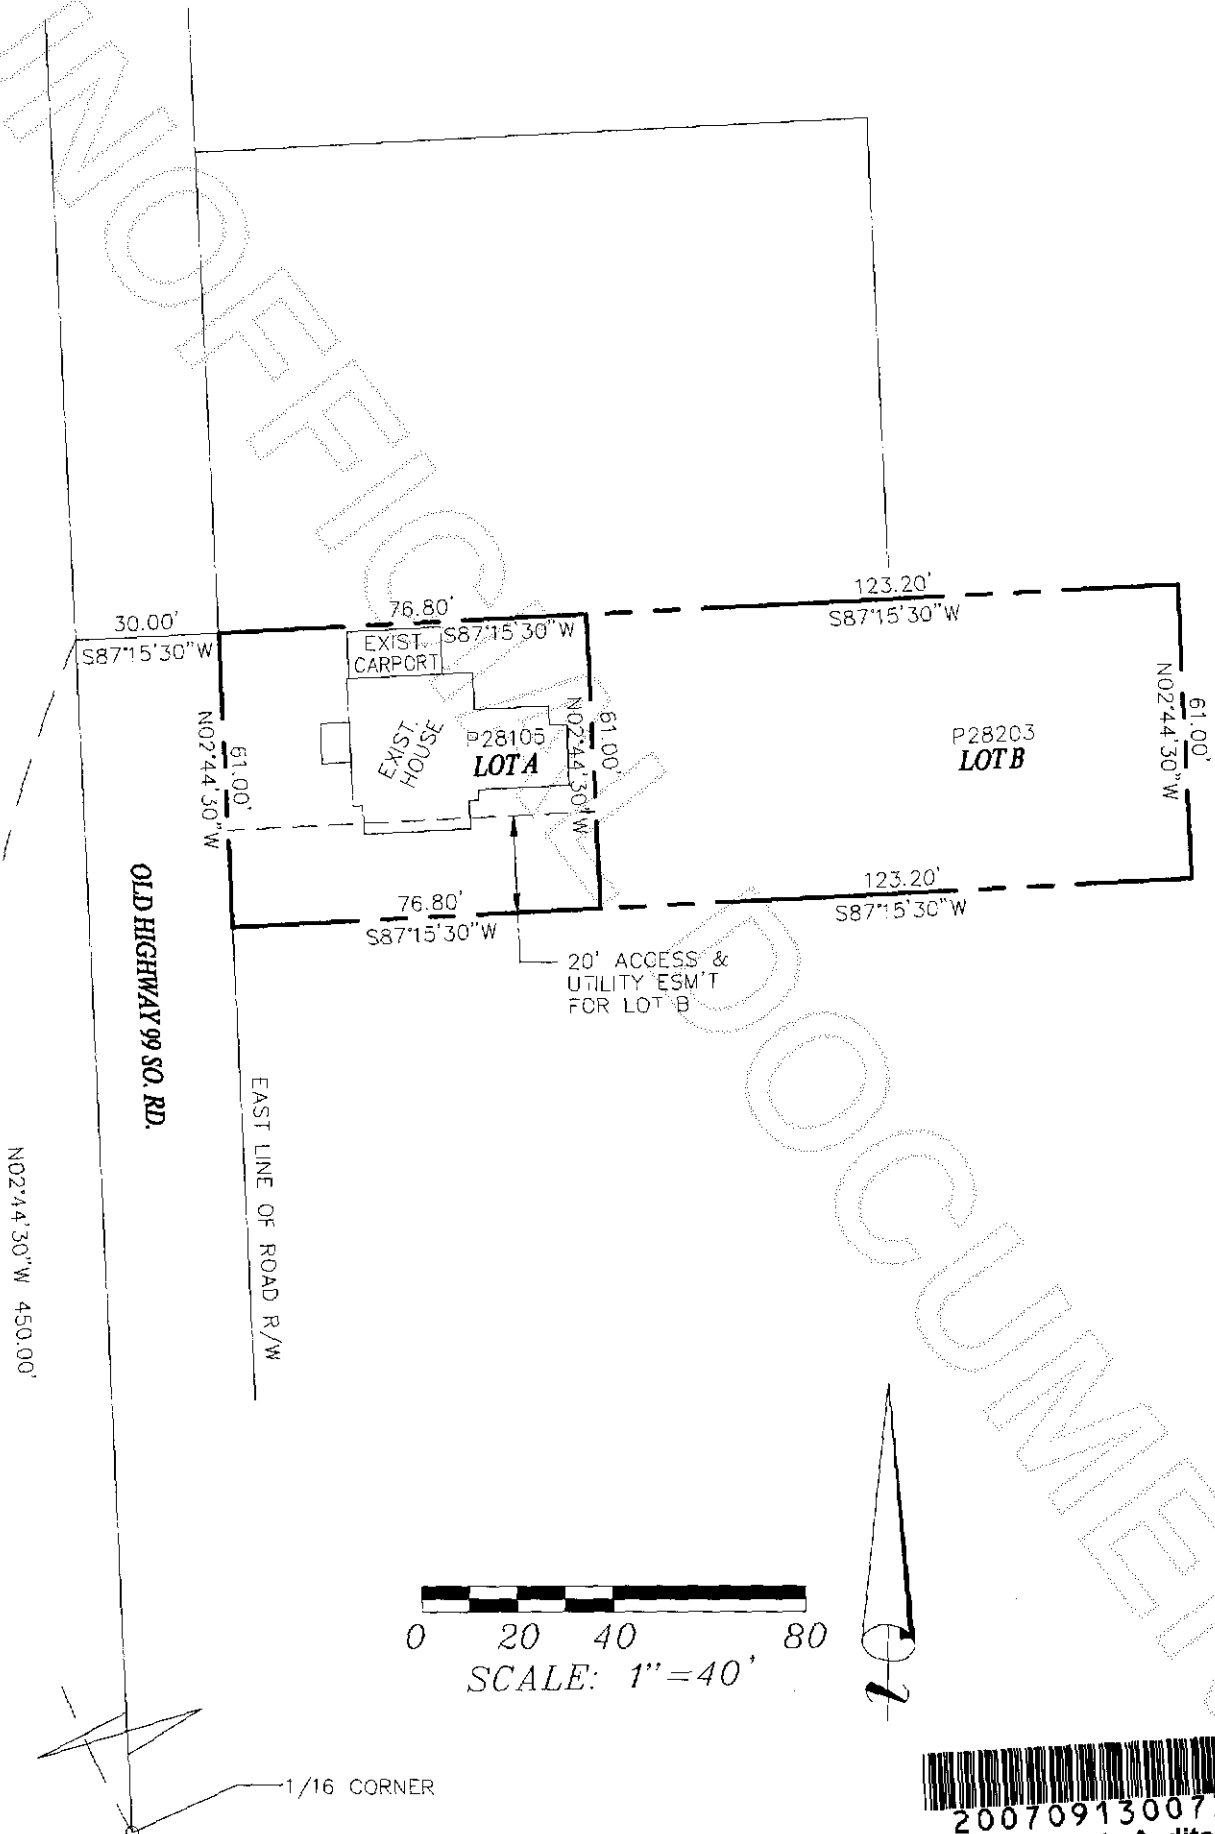 UNOFFICIAL DOCUMENT
30.00'
S87°15'30"W
76.80'
S87°15'30"W
123.20'
S87°15'30"W
EXIST.
CARPORT
EXIST.
HOUSE
P28105
LOT A
N02°44'30"W
61.00'
61.00'
N02°44'30"W
P28203
LOT B
61.00'
N02°44'30"W
76.80'
S87°15'30"W
123.20'
S87°15'30"W
20' ACCESS &
UTILITY ESM'T
FOR LOT B
OLD HIGHWAY 99 SO. RD.
EAST LINE OF ROAD R/W
N02°44'30"W 450.00'
0 20 40 80
SCALE: 1"=40'
1/16 CORNER
20070913007